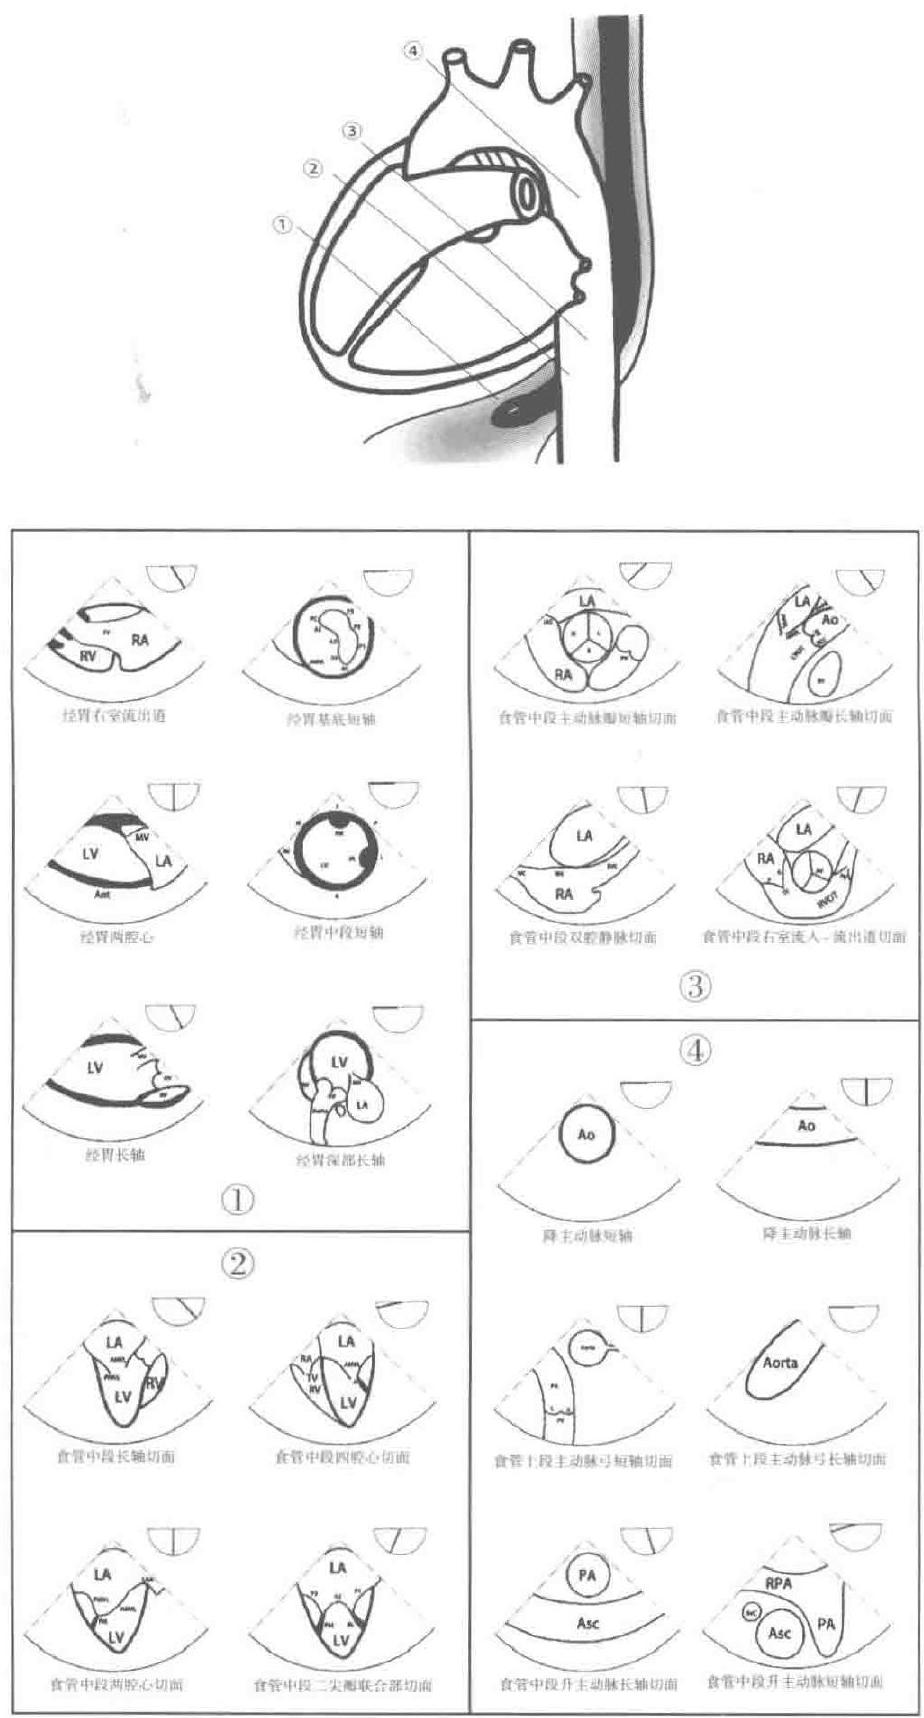 ④
③
②
①
RV RA
经胃右室流出道
经胃基底短轴
LV MV LA
Ant
经胃两腔心
经胃中段短轴
LV
经胃长轴
LV LA
经胃深部长轴
①
LA
RA
食管中段主动脉瓣短轴切面
LA Ao
食管中段主动脉瓣长轴切面
LA
RA
食管中段双腔静脉切面
LA
RA
RVOT
食管中段右室流入-流出道切面
③
②
LA
LV RV
食管中段长轴切面
LA
RA
TV
RV LV
食管中段四腔心切面
LA
LV
食管中段两腔心切面
LA
LV
食管中段二尖瓣联合部切面
④
Ao
降主动脉短轴
Ao
降主动脉长轴
食管上段主动脉弓短轴切面
Aorta
食管上段主动脉弓长轴切面
PA
Asc
食管中段升主动脉长轴切面
RPA
Asc PA
食管中段升主动脉短轴切面